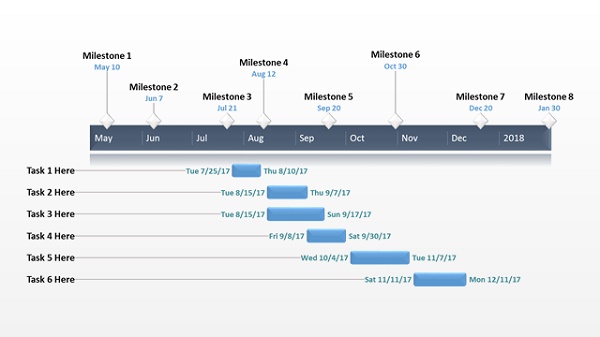 Milestone 1
May 10
Milestone 2
Jun 7
Milestone 3
Jul 21
Milestone 4
Aug 12
Milestone 5
Sep 20
Milestone 6
Oct 30
Milestone 7
Dec 20
Milestone 8
Jan 30
May Jun Jul Aug Sep Oct Nov Dec 2018
Task 1 Here Tue 7/25/17 Thu 8/10/17
Task 2 Here Tue 8/15/17 Thu 9/7/17
Task 3 Here Tue 8/15/17 Sun 9/17/17
Task 4 Here Fri 9/8/17 Sat 9/30/17
Task 5 Here Wed 10/4/17 Tue 11/7/17
Task 6 Here Sat 11/11/17 Mon 12/11/17